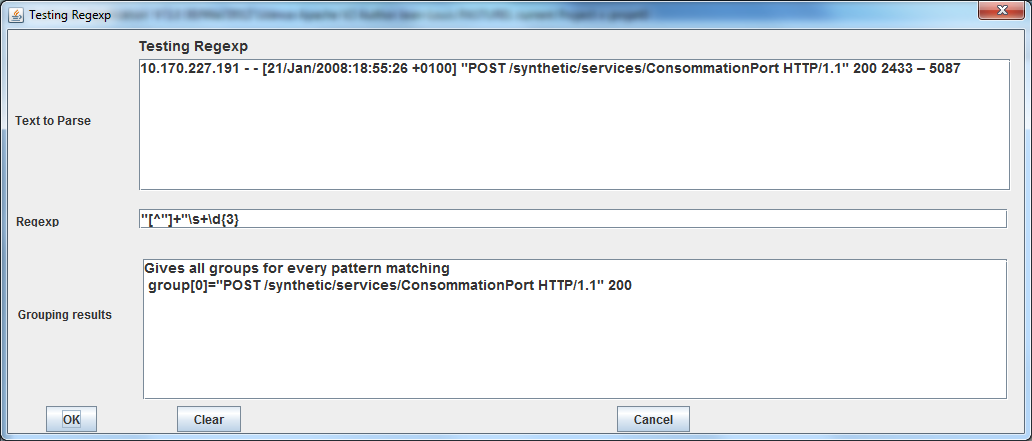 Testing Regexp
Testing Regexp
10.170.227.191 - - [21/Jan/2008:18:55:26 +0100] "POST /synthetic/services/ConsommationPort HTTP/1.1" 200 2433 – 5087
Text to Parse
Regexp
"[^"]+"\s+\d{3}
Gives all groups for every pattern matching
group[0]="POST /synthetic/services/ConsommationPort HTTP/1.1" 200
Grouping results
OK
Clear
Cancel